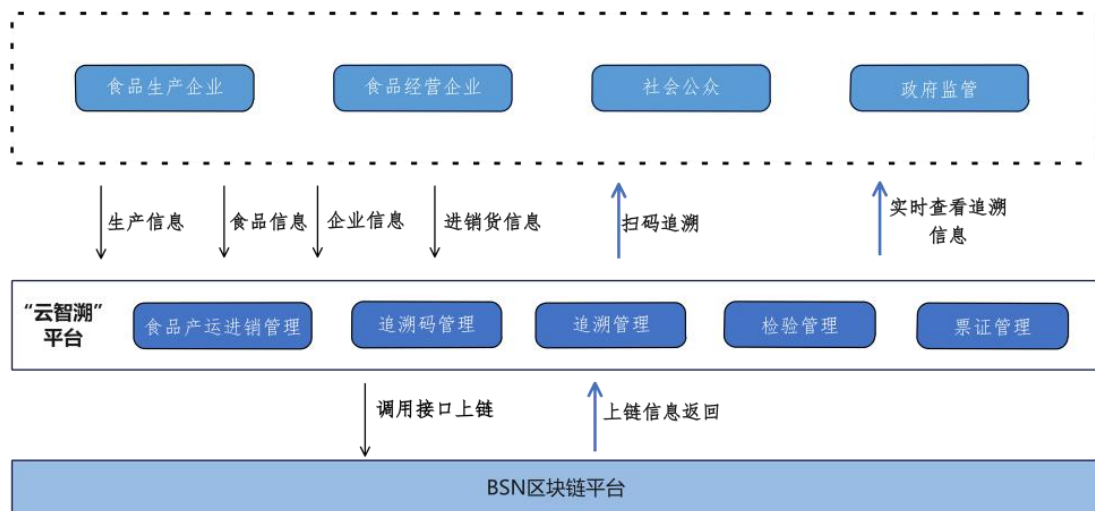 食品生产企业
食品经营企业
社会公众
政府监管
生产信息
食品信息
企业信息
进销货信息
扫码追溯
实时查看追溯
信息
“云智溯”
平台
食品产运进销管理
追溯码管理
追溯管理
检验管理
票证管理
调用接口上链
上链信息返回
BSN区块链平台